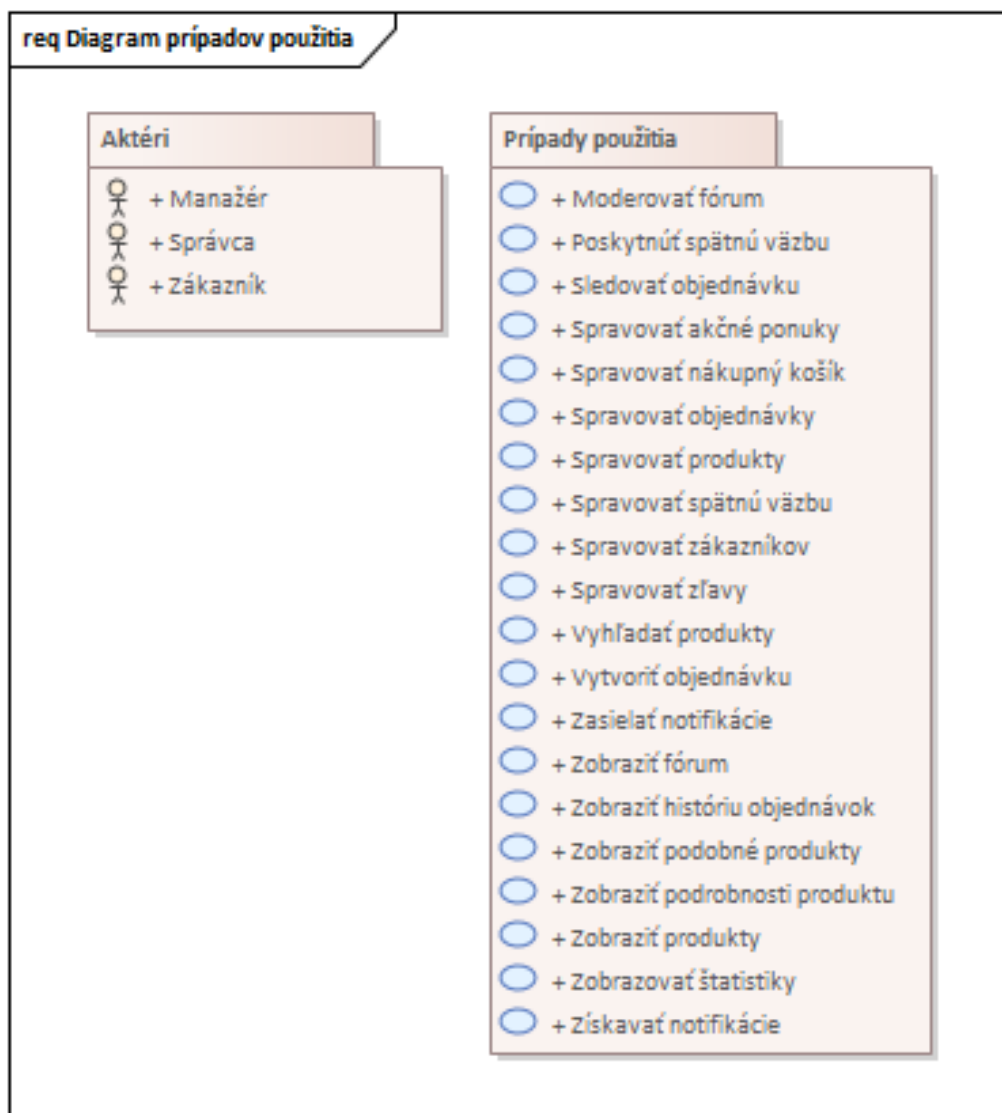 req Diagram prípadov použitia
Aktéri
+ Manažér
+ Správca
+ Zákazník
Prípady použitia
+ Moderovať fórum
+ Poskytnúť spätnú väzbu
+ Sledovať objednávku
+ Spravovať akčné ponuky
+ Spravovať nákupný košík
+ Spravovať objednávky
+ Spravovať produkty
+ Spravovať spätnú väzbu
+ Spravovať zákazníkov
+ Spravovať zľavy
+ Vyhľadať produkty
+ Vytvoriť objednávku
+ Zasielať notifikácie
+ Zobraziť fórum
+ Zobraziť históriu objednávok
+ Zobraziť podobné produkty
+ Zobraziť podrobnosti produktu
+ Zobraziť produkty
+ Zobrazovať štatistiky
+ Získavať notifikácie